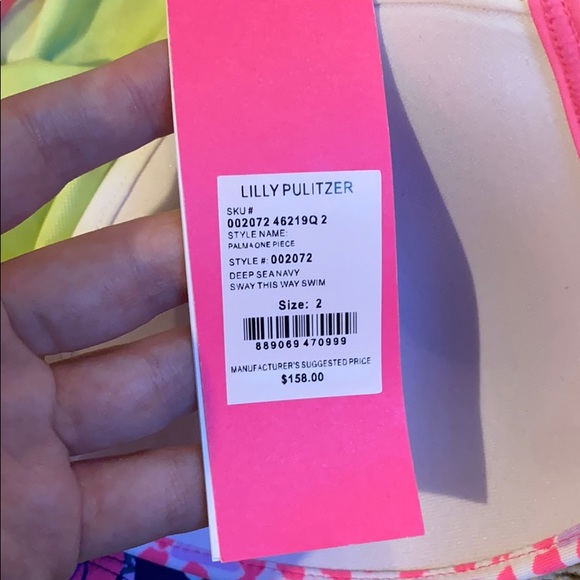 LILLY PULITZER
SKU #
002072 46219Q 2
STYLE NAME:
PALMA ONE PIECE
STYLE #: 002072
DEEP SEA NAVY
SWAY THIS WAY SWIM
Size: 2
889069 470999
MANUFACTURER'S SUGGESTED PRICE
$158.00